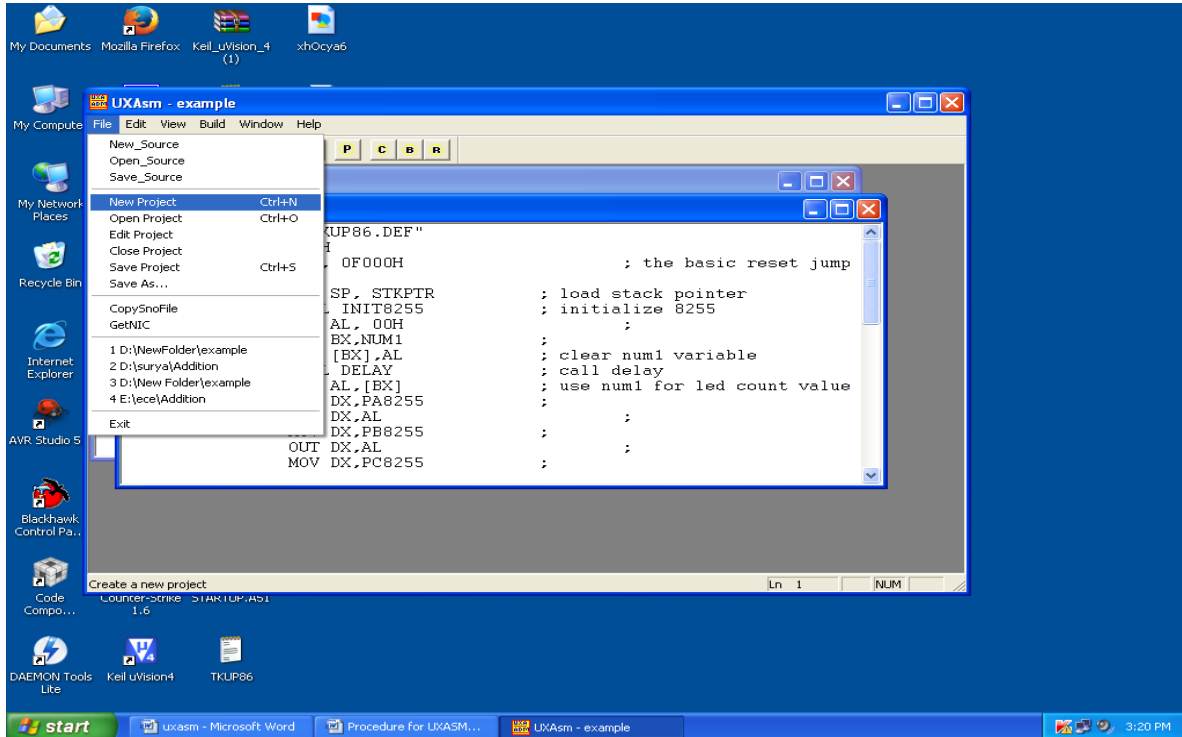 My Documents
Mozilla Firefox
Keil_uVision_4
(1)
xhOcya6
My Compute
My Network
Places
Recycle Bin
Internet
Explorer
AVR Studio 5
Blackhawk
Control Pa..
Code
Compo...
Counter-Strike
1.6
STARTUP.A51
DAEMON Tools
Lite
Keil uVision4
TKUP86
UXAsm - example
File Edit View Build Window Help
P C B R
New_Source
Open_Source
Save_Source
New Project Ctrl+N
Open Project Ctrl+O
Edit Project
Close Project
Save Project Ctrl+S
Save As...
CopySnoFile
GetNIC
1 D:\NewFolder\example
2 D:\surya\Addition
3 D:\New Folder\example
4 E:\ece\Addition
Exit
KUP86.DEF"
H
, 0F000H ; the basic reset jump
SP, STKPTR ; load stack pointer
L INIT8255 ; initialize 8255
AL, 00H ;
BX,NUM1 ;
[BX],AL ; clear num1 variable
L DELAY ; call delay
AL,[BX] ; use num1 for led count value
DX,PA8255 ;
DX,AL ;
DX,PB8255 ;
OUT DX,AL ;
MOV DX,PC8255 ;
Create a new project
Ln 1
NUM
start
uxasm - Microsoft Word
Procedure for UXASM...
UXAsm - example
3:20 PM